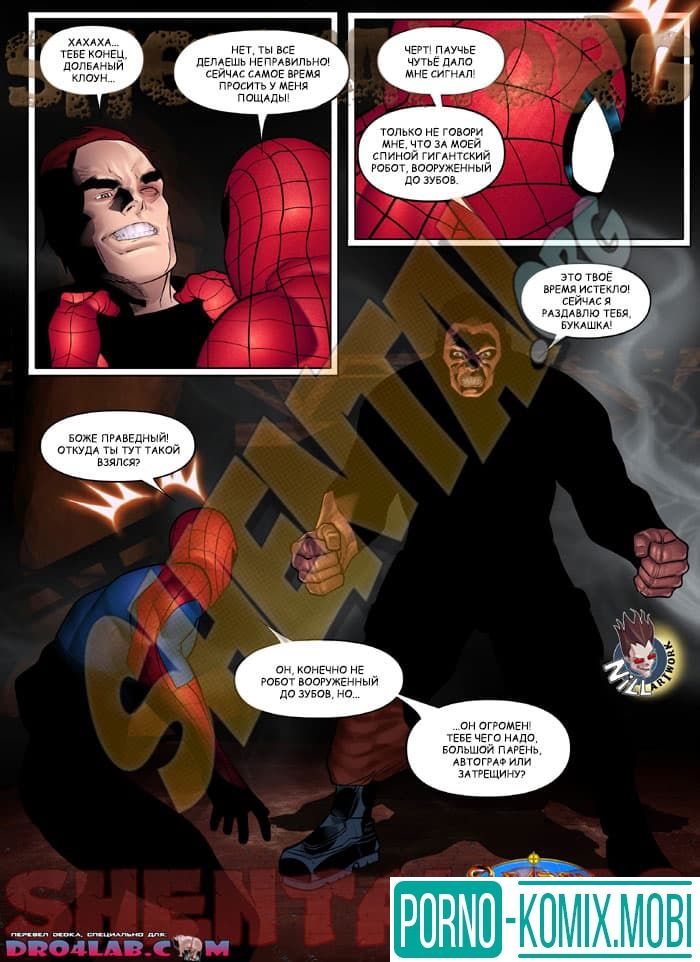 ХАХАХА...
ТЕБЕ КОНЕЦ,
ДОЛБАНЫЙ
КЛОУН...
НЕТ, ТЫ ВСЕ
ДЕЛАЕШЬ НЕПРАВИЛЬНО!
СЕЙЧАС САМОЕ ВРЕМЯ
ПРОСИТЬ У МЕНЯ
ПОЩАДЫ!
ЧЕРТ! ПАУЧЬЕ
ЧУТЬЁ ДАЛО
МНЕ СИГНАЛ!
ТОЛЬКО НЕ ГОВОРИ
МНЕ, ЧТО ЗА МОЕЙ
СПИНОЙ ГИГАНТСКИЙ
РОБОТ, ВООРУЖЕННЫЙ
ДО ЗУБОВ.
ЭТО ТВОЁ
ВРЕМЯ ИСТЕКЛО!
СЕЙЧАС Я
РАЗДАВЛЮ ТЕБЯ,
БУКАШКА!
БОЖЕ ПРАВЕДНЫЙ!
ОТКУДА ТЫ ТУТ ТАКОЙ
ВЗЯЛСЯ?
ОН, КОНЕЧНО НЕ
РОБОТ ВООРУЖЕННЫЙ
ДО ЗУБОВ, НО...
...ОН ОГРОМЕН!
ТЕБЕ ЧЕГО НАДО,
БОЛЬШОЙ ПАРЕНЬ,
АВТОГРАФ ИЛИ
ЗАТРЕЩИНУ?
SHENTAI.ORG
NILL
ARTWORK
SHENTA
ПЕРЕВЕЛ DEDKA, СПЕЦИАЛЬНО ДЛЯ:
DRO4LAB.COM
PORNO-KOMIX.MOBI